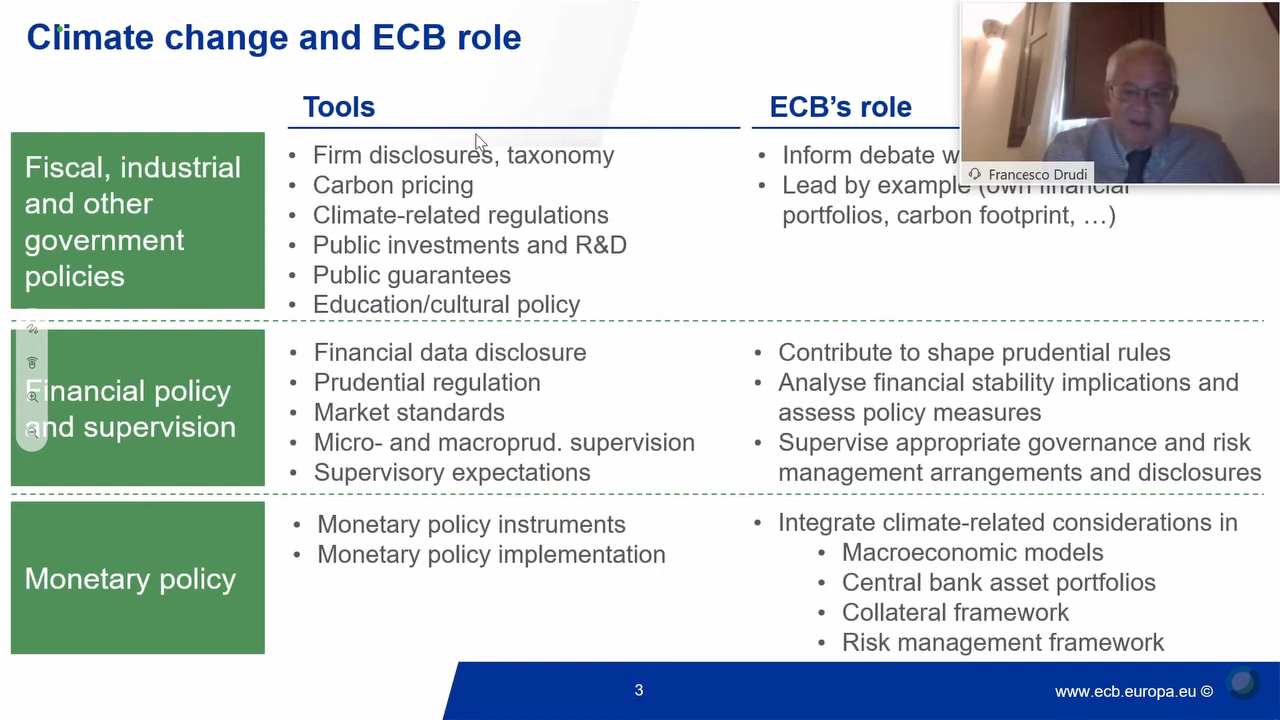 Climate change and ECB role
Tools
ECB's role
Fiscal, industrial
and other
government
policies
• Firm disclosures, taxonomy
• Carbon pricing
• Climate-related regulations
• Public investments and R&D
• Public guarantees
• Education/cultural policy
• Inform debate
• Lead by example (own financial
portfolios, carbon footprint, …)
Francesco Drudi
Financial policy
and supervision
• Financial data disclosure
• Prudential regulation
• Market standards
• Micro- and macroprud. supervision
• Supervisory expectations
• Contribute to shape prudential rules
• Analyse financial stability implications and
assess policy measures
• Supervise appropriate governance and risk
management arrangements and disclosures
Monetary policy
• Monetary policy instruments
• Monetary policy implementation
• Integrate climate-related considerations in
• Macroeconomic models
• Central bank asset portfolios
• Collateral framework
• Risk management framework
3
www.ecb.europa.eu ©